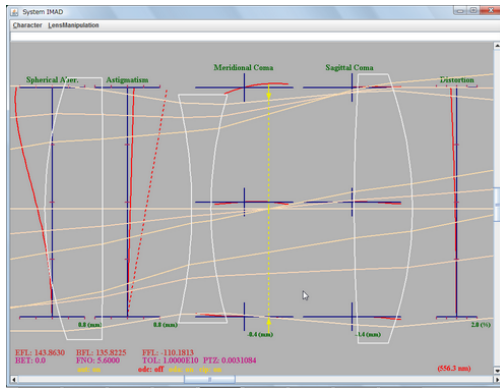 System IMAD
Character LensManipulation
Meridional Coma Sagittal Coma
Spherical Aber. Astigmatism Distortion
0.8 (mm) 0.8 (mm) -0.4 (mm) -1.4 (mm) 2.0 (%)
EFL: 143.8630 BFL: 135.8225 FFL: -110.1813
BET: 0.0 FNO: 5.6000 TOL: 1.0000E10 PTZ: 0.0031084
odr: off (556.3 nm)